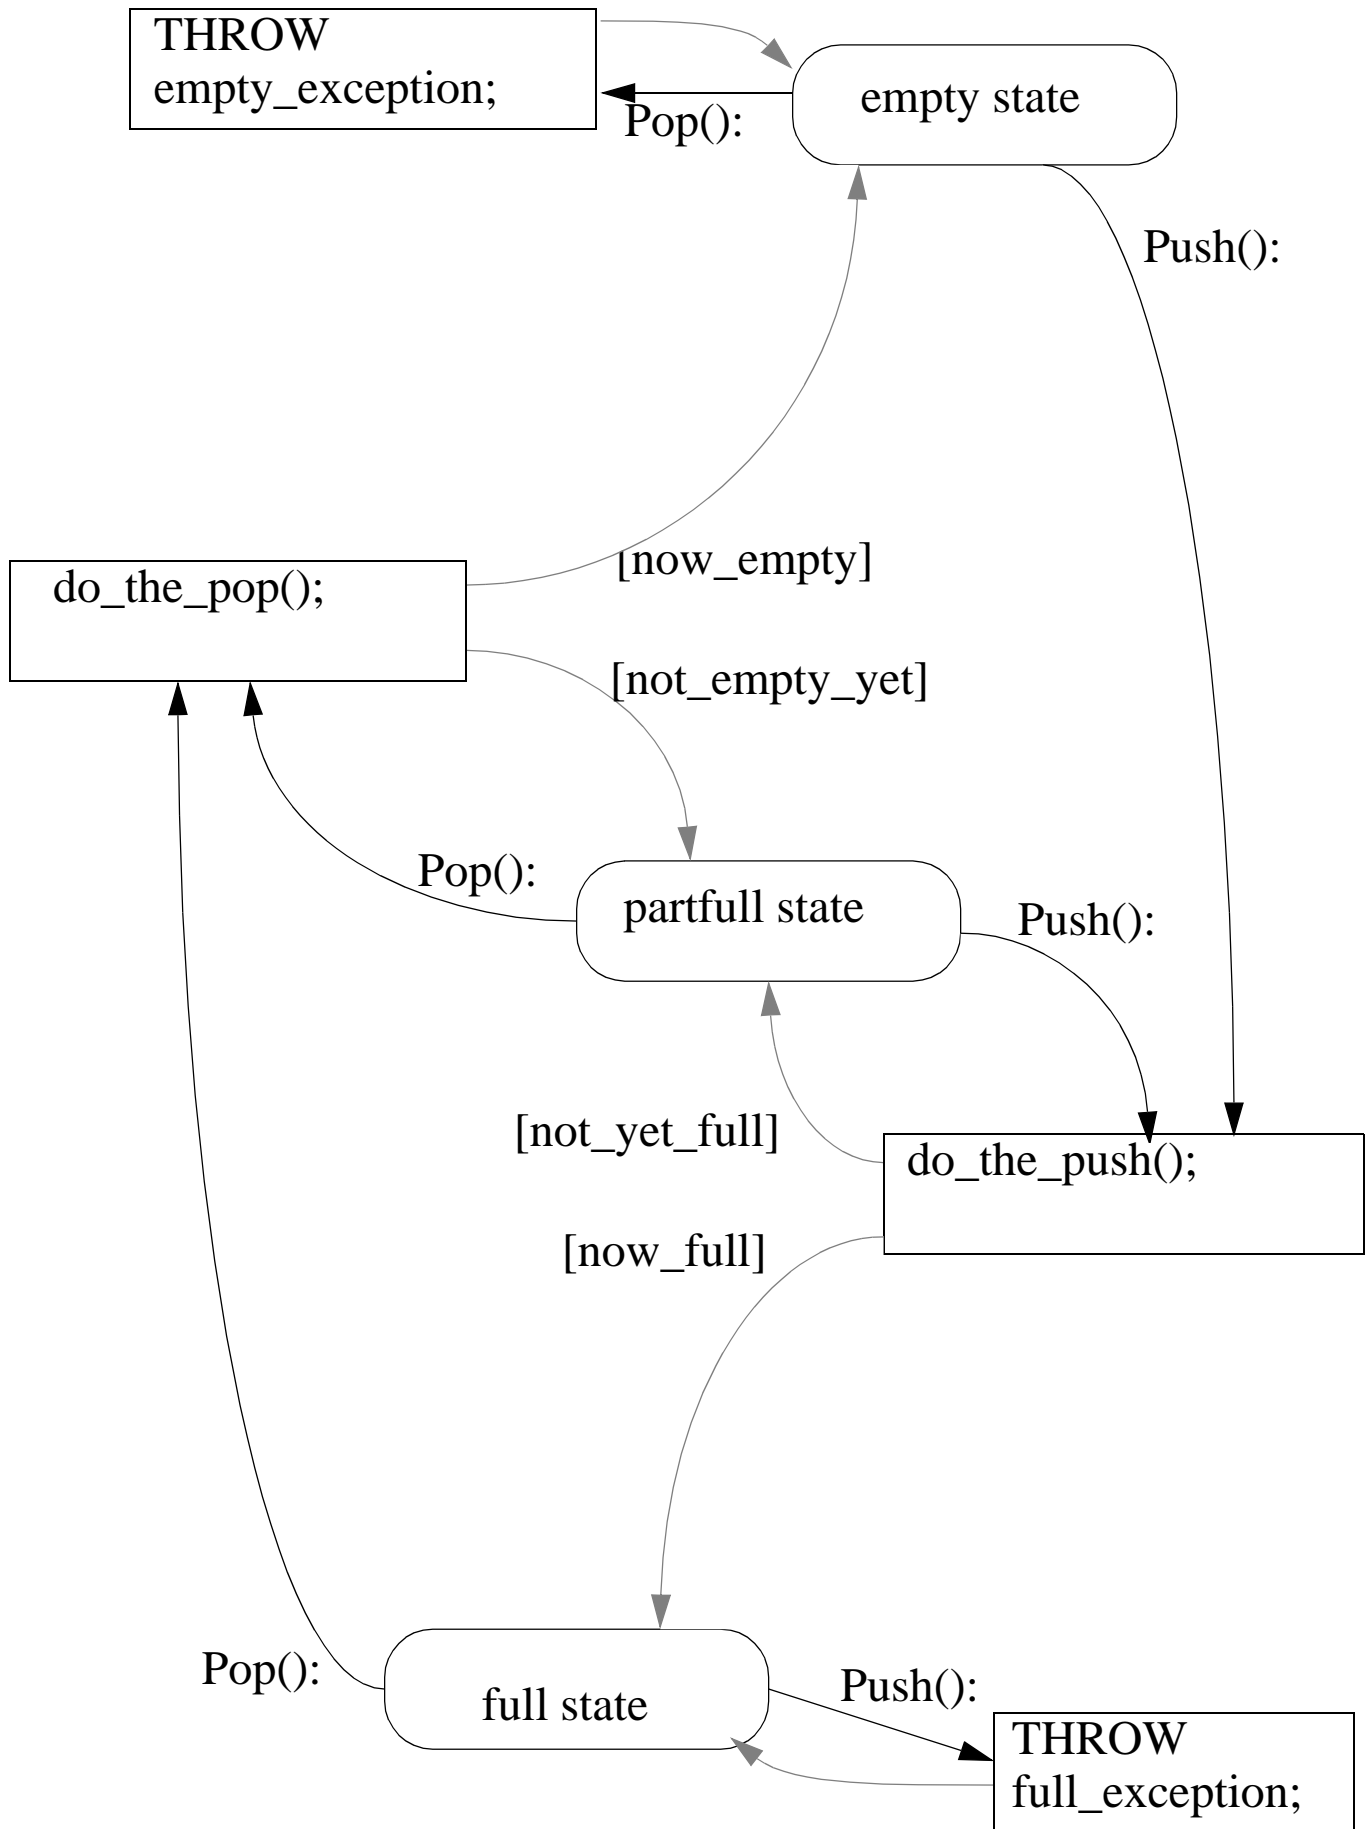 THROW
empty_exception;
empty state
Pop():
Push():
[now_empty]
do_the_pop();
[not_empty_yet]
Pop():
partfull state
Push():
[not_yet_full]
do_the_push();
[now_full]
Pop():
full state
Push():
THROW
full_exception;